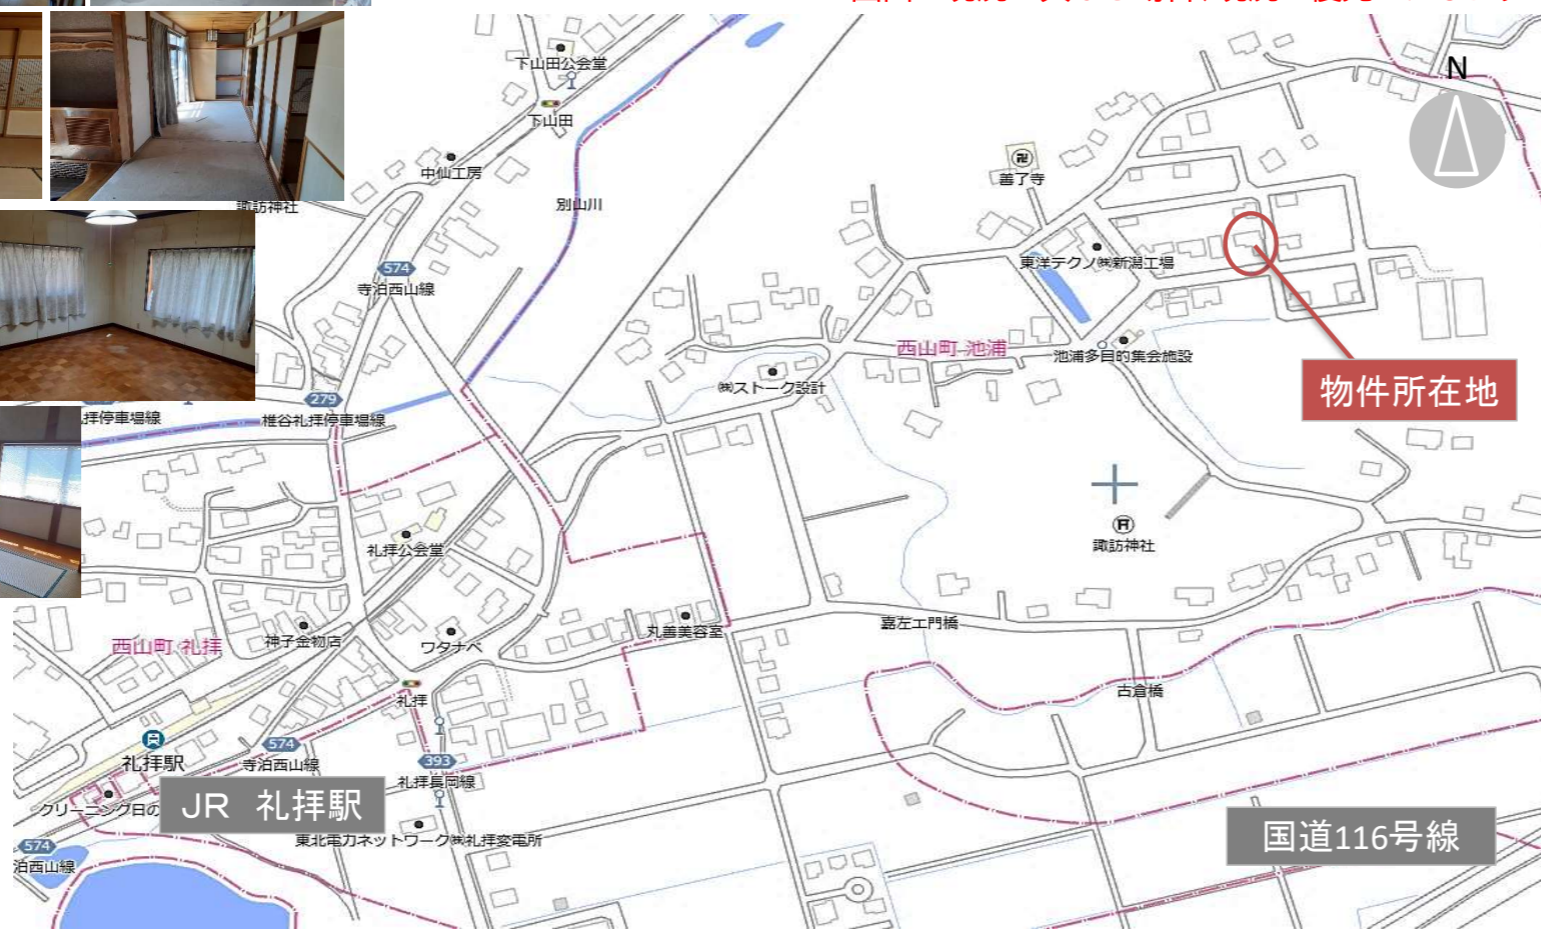 N
下山田公会堂
下山田
中仙工房
善了寺
諏訪神社
別山川
574
東洋テクノ㈱新潟工場
寺泊西山線
西山町 池浦
池浦多目的集会施設
㈱ストーク設計
物件所在地
279
拝停車場線
椎谷礼拝停車場線
礼拝公会堂
諏訪神社
嘉左エ門橋
丸善美容室
神子金物店
ワタナベ
西山町 礼拝
古倉橋
礼拝
礼拝駅
574
寺泊西山線
393
礼拝長岡線
クリーニング日の
JR 礼拝駅
国道116号線
東北電力ネットワーク㈱礼拝変電所
574
泊西山線